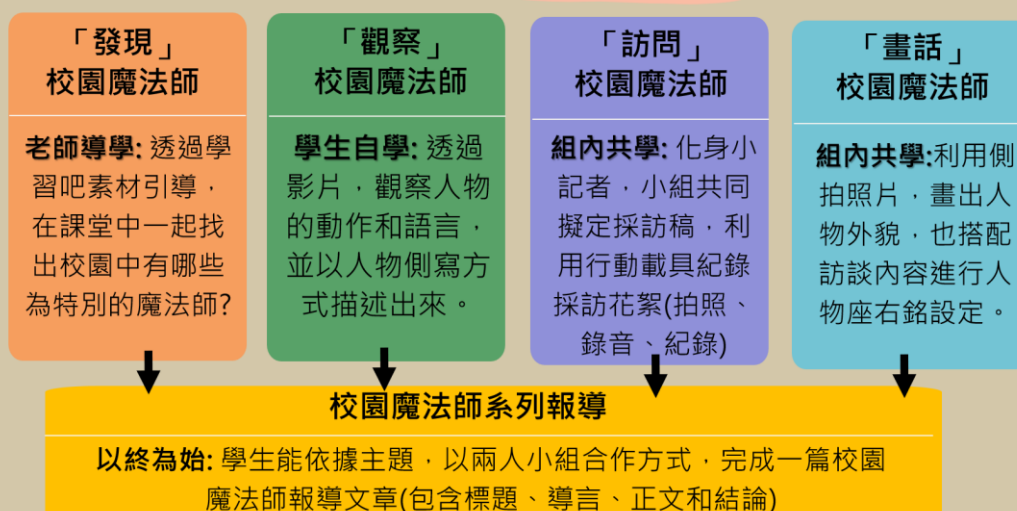 「發現」
校園魔法師
老師導學: 透過學
習吧素材引導，
在課堂中一起找
出校園中有哪些
為特別的魔法師?
「觀察」
校園魔法師
學生自學: 透過
影片，觀察人物
的動作和語言，
並以人物側寫方
式描述出來。
「訪問」
校園魔法師
組內共學: 化身小
記者，小組共同
擬定採訪稿，利
用行動載具紀錄
採訪花絮(拍照、
錄音、紀錄)
「畫話」
校園魔法師
組內共學:利用側
拍照片，畫出人
物外貌，也搭配
訪談內容進行人
物座右銘設定。
校園魔法師系列報導
以終為始: 學生能依據主題，以兩人小組合作方式，完成一篇校園
魔法師報導文章(包含標題、導言、正文和結論)